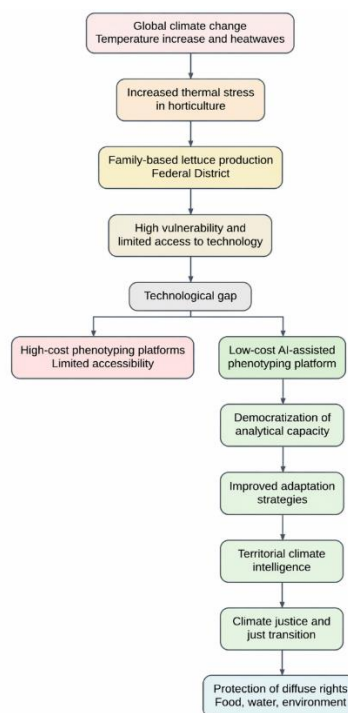 Global climate change
Temperature increase and heatwaves
Increased thermal stress
in horticulture
Family-based lettuce production
Federal District
High vulnerability and
limited access to technology
Technological gap
High-cost phenotyping platforms
Limited accessibility
Low-cost AI-assisted
phenotyping platform
Democratization of
analytical capacity
Improved adaptation
strategies
Territorial climate
intelligence
Climate justice and
just transition
Protection of diffuse rights
Food, water, environment